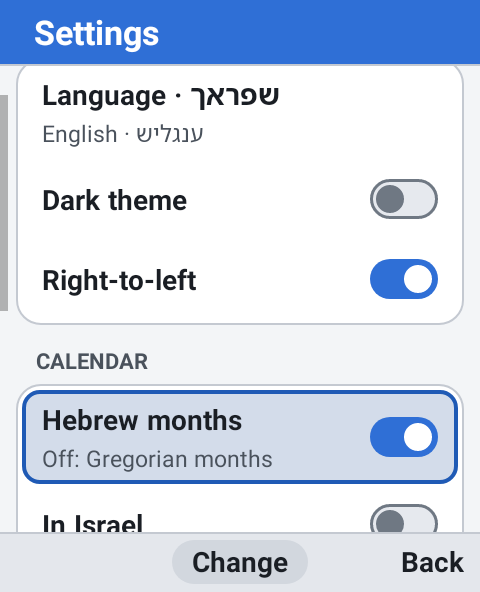 Settings
Language · שפראך
English · ענגליש
Dark theme
Right-to-left
CALENDAR
Hebrew months
Off: Gregorian months
In Israel
Change
Back